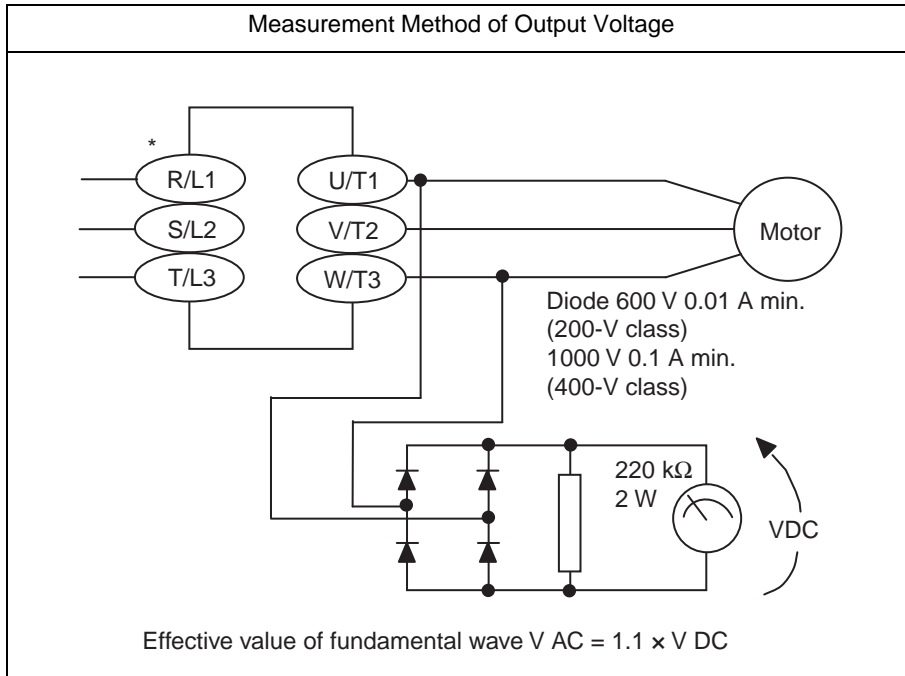 Measurement Method of Output Voltage
*
R/L1
U/T1
S/L2
V/T2
Motor
T/L3
W/T3
Diode 600 V 0.01 A min.
(200-V class)
1000 V 0.1 A min.
(400-V class)
220 kΩ
2 W
VDC
Effective value of fundamental wave V AC = 1.1 × V DC